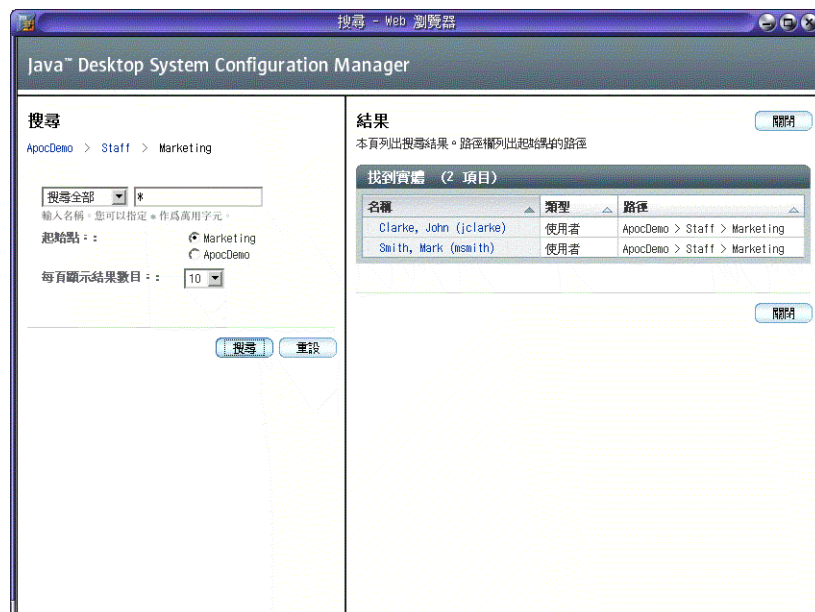 搜尋 - Web 瀏覽器
Java™ Desktop System Configuration Manager
搜尋
ApocDemo > Staff > Marketing
搜尋全部 *
輸入名稱。您可以指定 * 作為萬用字元。
起始點：: Marketing
ApocDemo
每頁顯示結果數目：: 10
搜尋 重設
結果 關閉
本頁列出搜尋結果。路徑欄列出起始點的路徑
找到實體 (2 項目)
名稱 類型 路徑
Clarke, John (jclarke) 使用者 ApocDemo > Staff > Marketing
Smith, Mark (msmith) 使用者 ApocDemo > Staff > Marketing
關閉